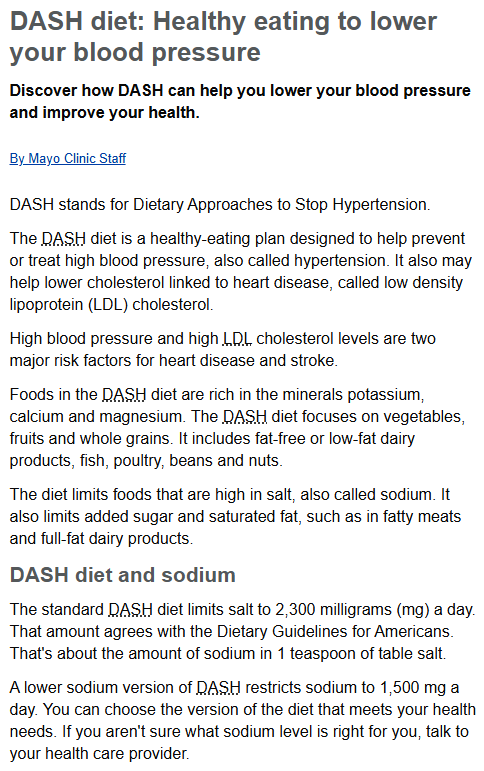 DASH diet: Healthy eating to lower
your blood pressure
Discover how DASH can help you lower your blood pressure
and improve your health.
By Mayo Clinic Staff
DASH stands for Dietary Approaches to Stop Hypertension.
The DASH diet is a healthy-eating plan designed to help prevent
or treat high blood pressure, also called hypertension. It also may
help lower cholesterol linked to heart disease, called low density
lipoprotein (LDL) cholesterol.
High blood pressure and high LDL cholesterol levels are two
major risk factors for heart disease and stroke.
Foods in the DASH diet are rich in the minerals potassium,
calcium and magnesium. The DASH diet focuses on vegetables,
fruits and whole grains. It includes fat-free or low-fat dairy
products, fish, poultry, beans and nuts.
The diet limits foods that are high in salt, also called sodium. It
also limits added sugar and saturated fat, such as in fatty meats
and full-fat dairy products.
DASH diet and sodium
The standard DASH diet limits salt to 2,300 milligrams (mg) a day.
That amount agrees with the Dietary Guidelines for Americans.
That's about the amount of sodium in 1 teaspoon of table salt.
A lower sodium version of DASH restricts sodium to 1,500 mg a
day. You can choose the version of the diet that meets your health
needs. If you aren't sure what sodium level is right for you, talk to
your health care provider.